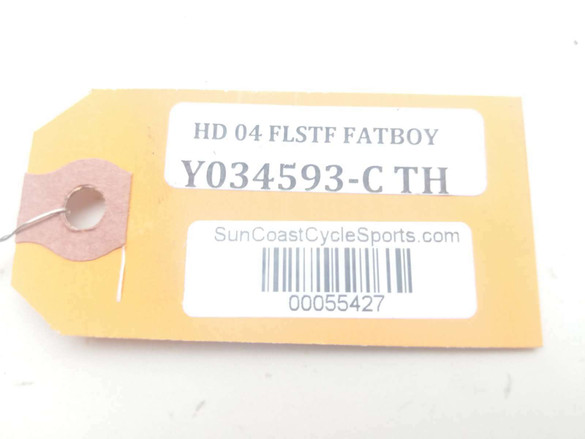 HD 04 FLSTF FATBOY
Y034593-C TH
SunCoastCycleSports.com
00055427